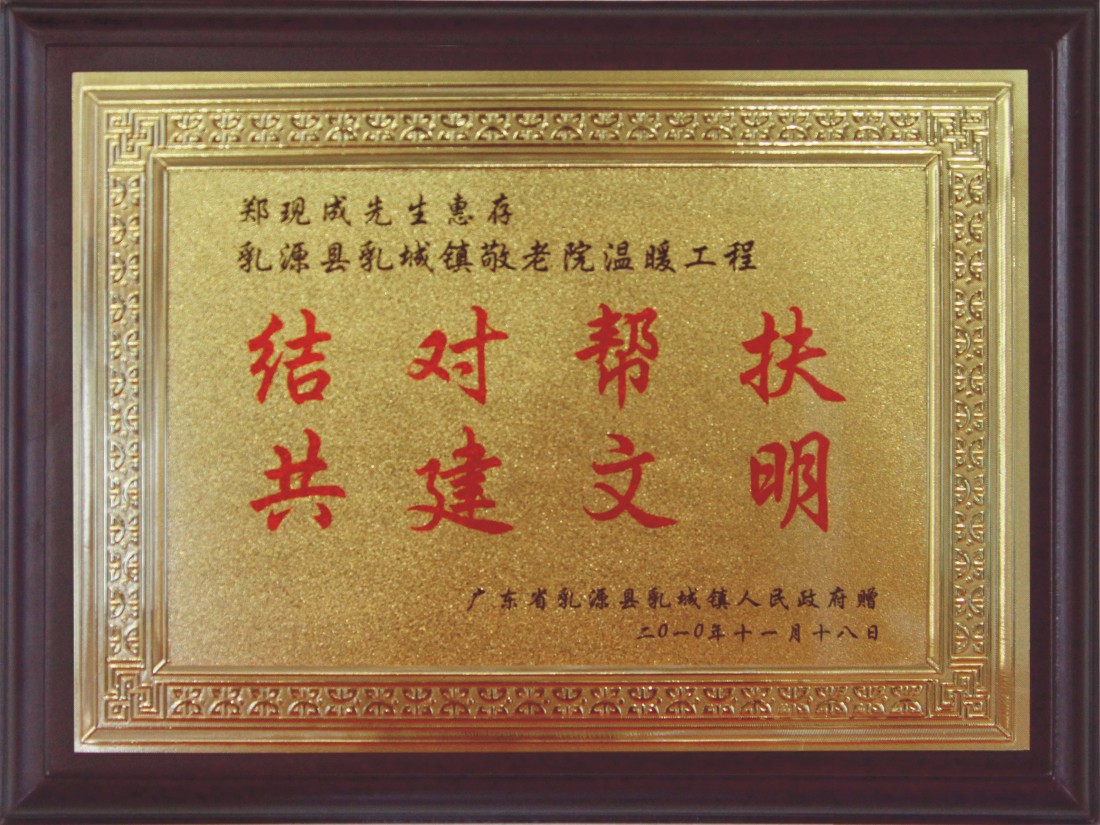 郑现成先生惠存
乳源县乳城镇敬老院温暖工程
结对帮扶
共建文明
广东省乳源县乳城镇人民政府赠
二0一0年十一月十八日